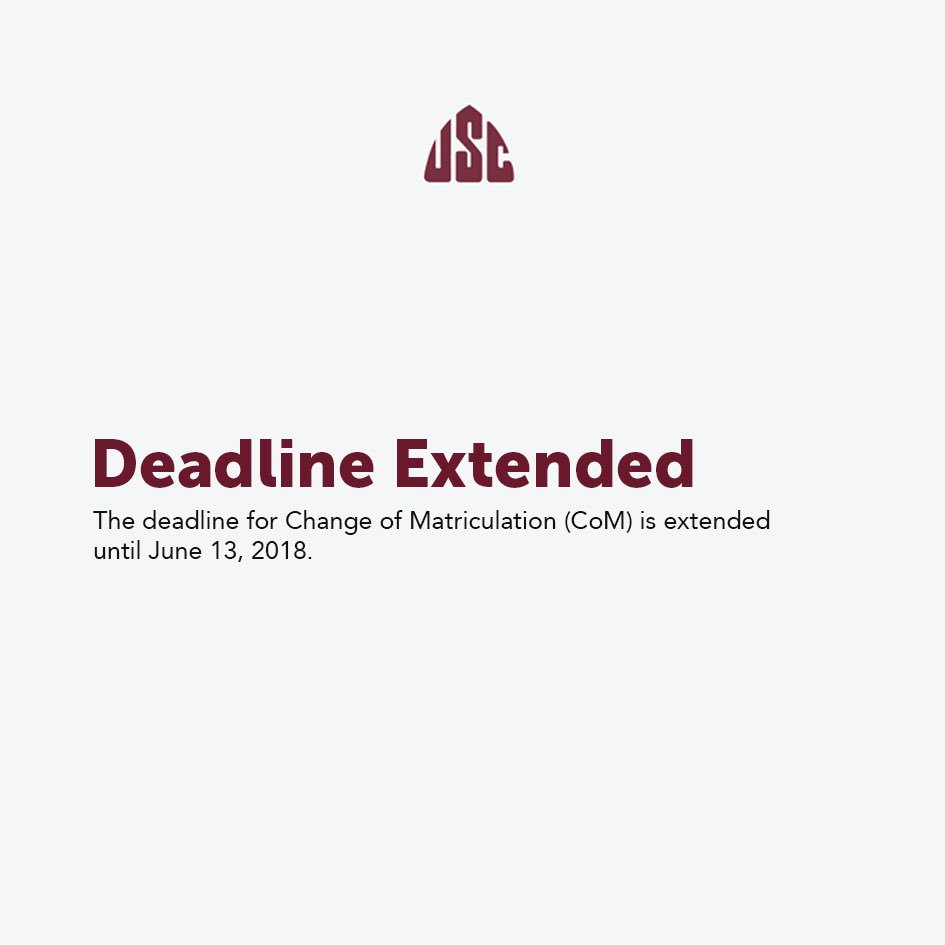 USC
Deadline Extended
The deadline for Change of Matriculation (CoM) is extended
until June 13, 2018.